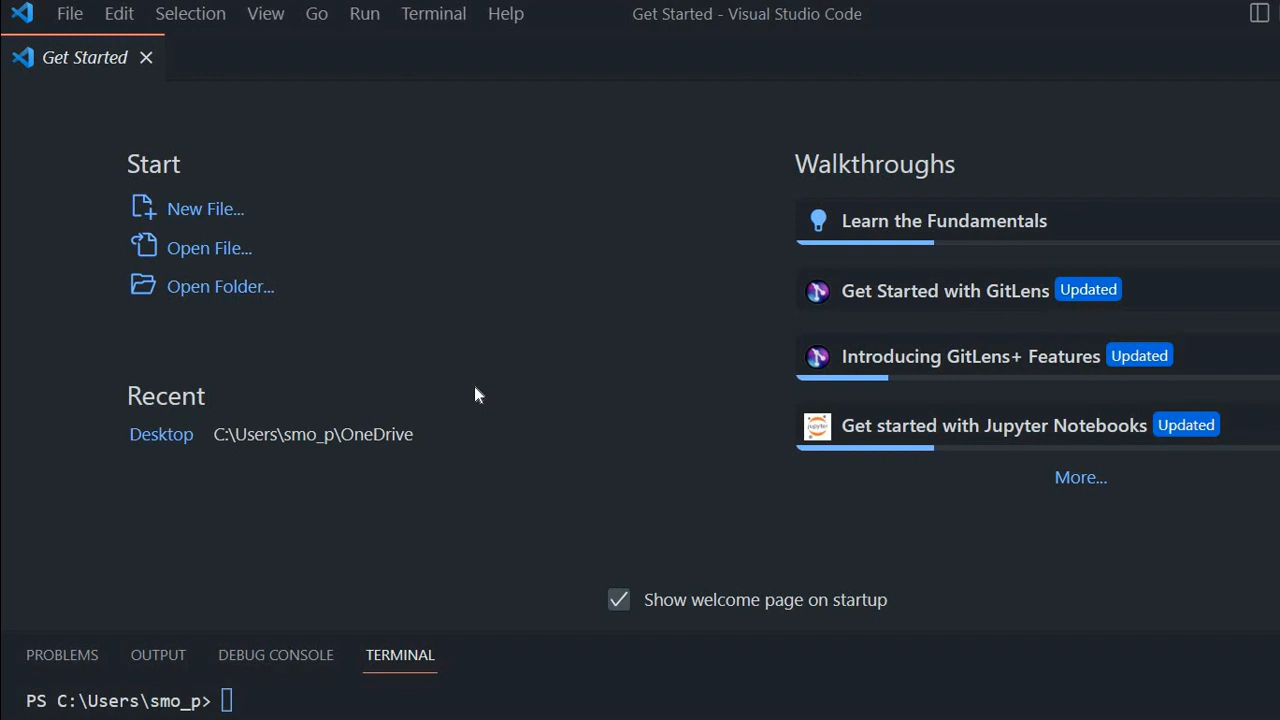 File Edit Selection View Go Run Terminal Help Get Started - Visual Studio Code
Get Started
Start
New File...
Open File...
Open Folder...
Recent
Desktop C:\Users\smo_p\OneDrive
Walkthroughs
Learn the Fundamentals
Get Started with GitLens Updated
Introducing GitLens+ Features Updated
jupyter
Get started with Jupyter Notebooks Updated
More...
Show welcome page on startup
PROBLEMS OUTPUT DEBUG CONSOLE TERMINAL
PS C:\Users\smo_p>